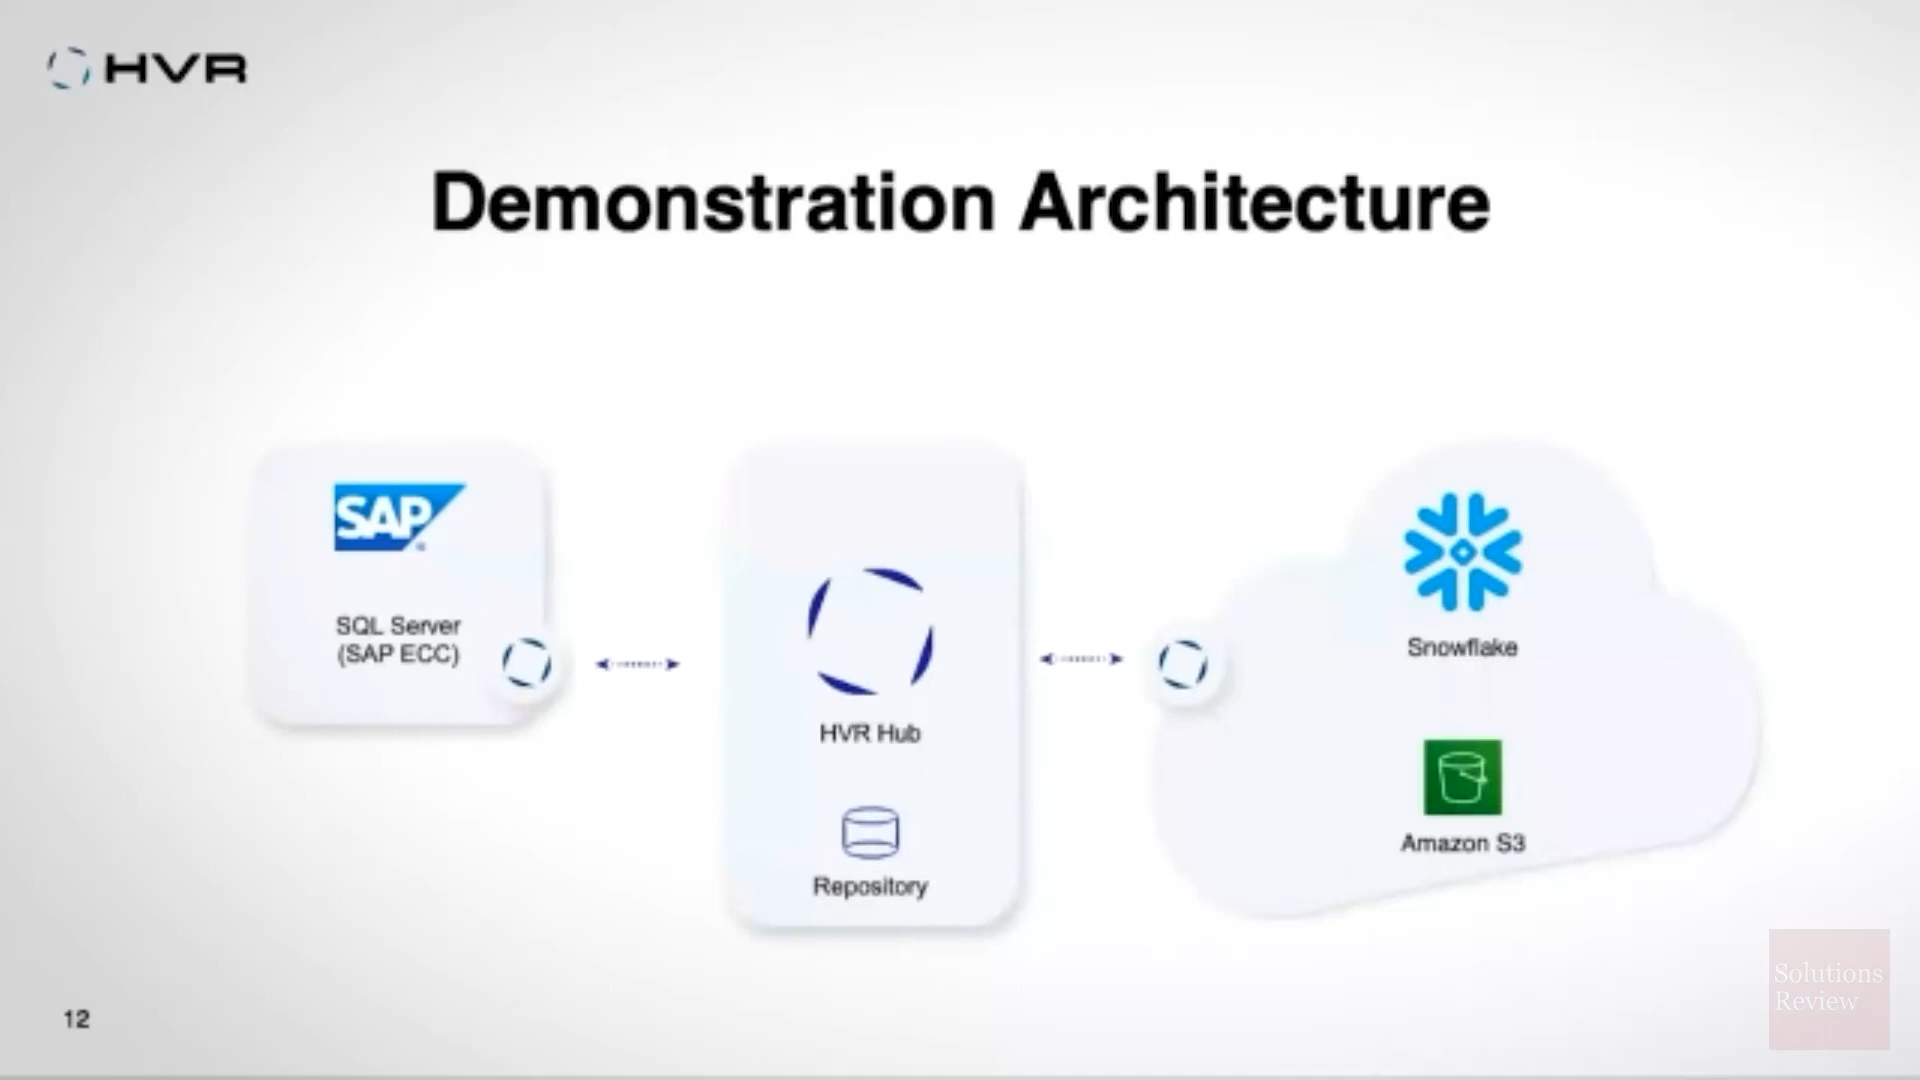 HVR
Demonstration Architecture
SAP
SQL Server
(SAP ECC)
HVR Hub
Repository
Snowflake
Amazon S3
Solutions
Review
12